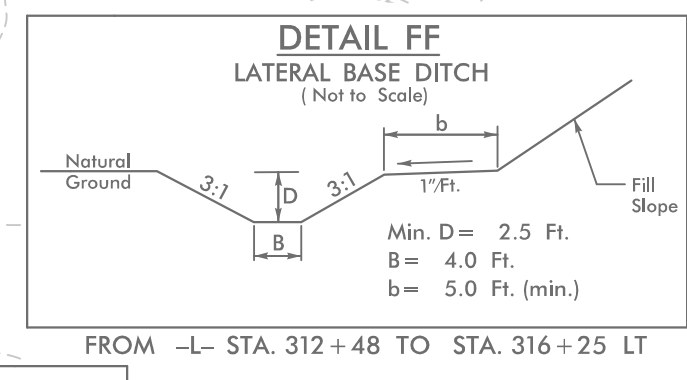 DETAIL FF
LATERAL BASE DITCH
( Not to Scale)
b
Natural
Ground
3:1
D
3:1
1"/Ft.
Fill
Slope
B
Min. D= 2.5 Ft.
B= 4.0 Ft.
b= 5.0 Ft. (min.)
FROM -L- STA. 312+48 TO STA. 316+25 LT